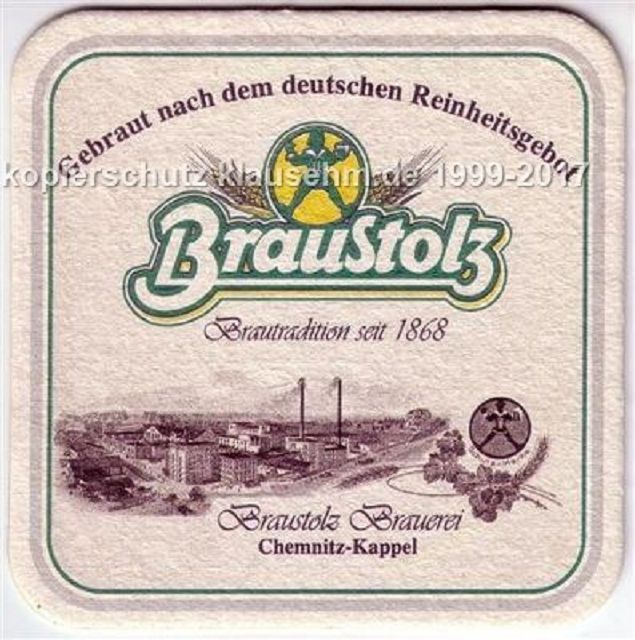 Gebraut nach dem deutschen Reinheitsgebot
kopierschutz klausehm.de 1999-2017
Braustolz
Brautradition seit 1868
Braustolz Brauerei
Chemnitz-Kappel